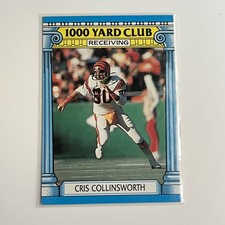 1000 YARD CLUB
RECEIVING
80
CRIS COLLINSWORTH